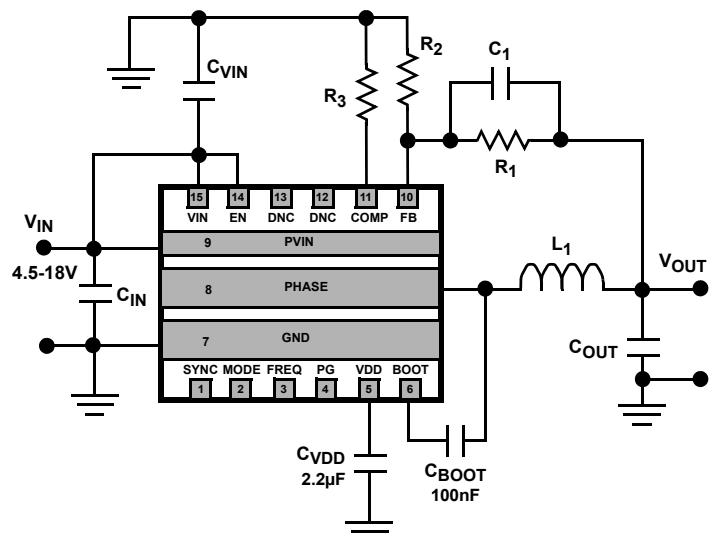 R2
C1
CVIN
R3
R1
15 14 13 12 11 10
VIN EN DNC DNC COMP FB
VIN
9 PVIN
4.5-18V
L1
VOUT
CIN
8 PHASE
7 GND
COUT
SYNC MODE FREQ PG VDD BOOT
1 2 3 4 5 6
CVDD
2.2µF
CBOOT
100nF